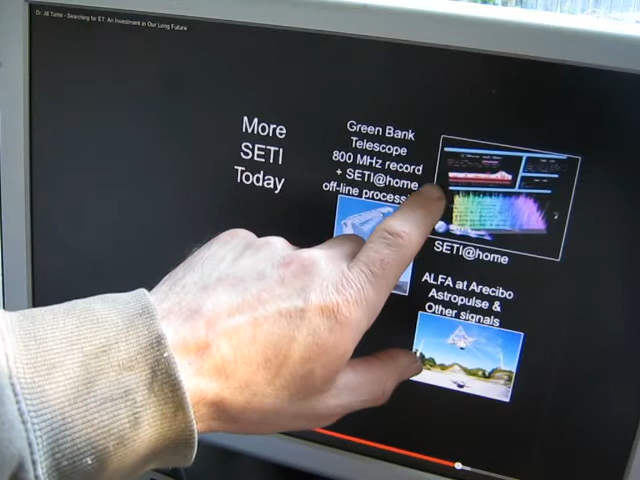 Dr. Jill Tarter - Searching for ET: An Investment in Our Long Future
More
SETI
Today
Green Bank
Telescope
800 MHz record
+ SETI@home
off-line
SETI@home
ALFA at Arecibo
Astropulse &
Other signals